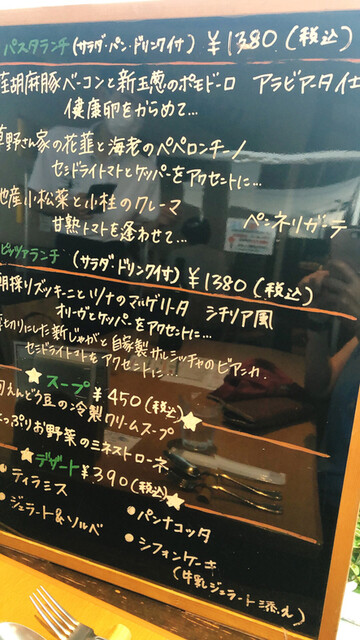 パスタランチ (サラダ・パン・ドリンク付) ¥1380.(税込)
胡麻豚ベーコンと新玉葱のポモドーロ アラビアータ仕
健康卵をからめて…
草野さん家の花韮と海老のペペロンチーノ
セミドライトマトとケッパーをアクセントに…
地産小松菜と小柱のクレーマ
甘熟トマトを逢わせて… ペンネリガーテ
ピッツァランチ (サラダ・ドリンク付) ¥1380(税込)
朝採りズッキーニとツナのマルゲリータ シチリア風
オリーヴとケッパーをアクセントに…
とりにした新じゃがと自家製サルシッチャのビアンカ.
セミドライトマトをアクセントに…
スープ ¥450(税込)
えんどう豆の冷製クリームスープ
っぷりお野菜のミネストローネ
デザート ¥390(税込)
• ティラミス
• パンナコッタ
• ジェラート&ソルベ
• シフォンケーキ
(牛乳ジェラート添え)